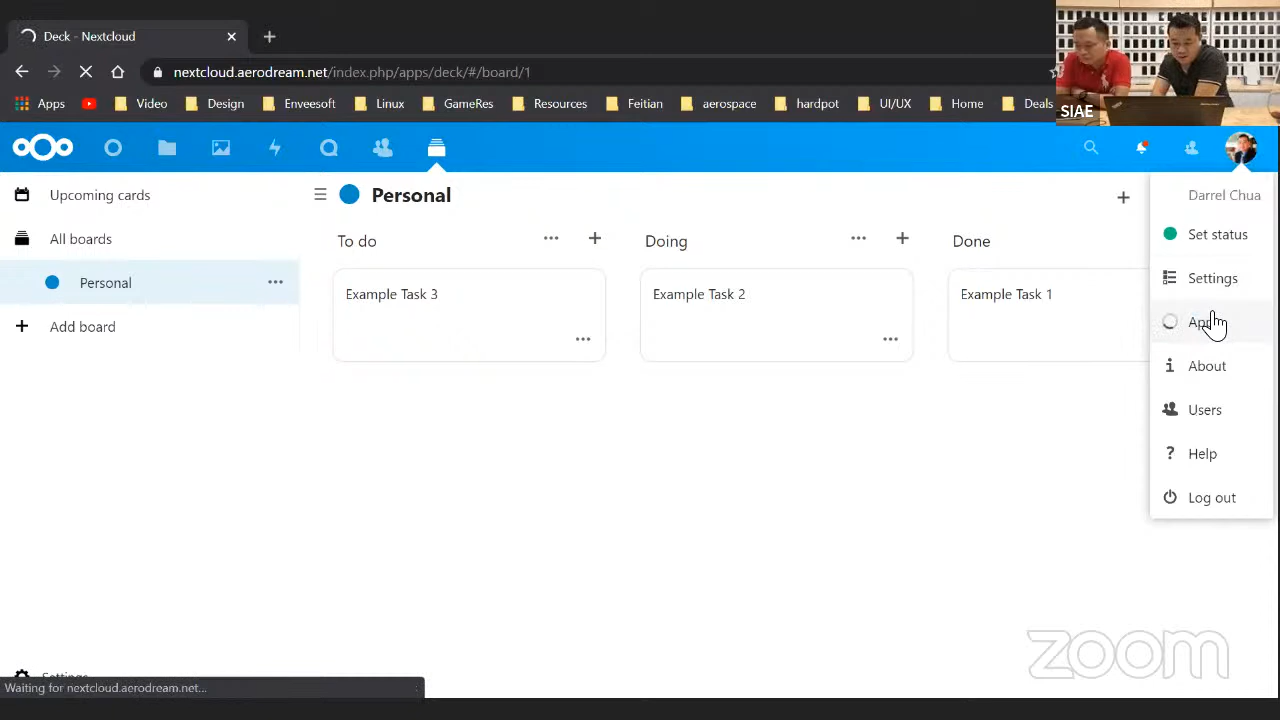 Deck - Nextcloud
nextcloud.aerodream.net/index.php/apps/deck/#/board/1
Apps Video Design Enveesoft Linux GameRes Resources Feitian aerospace hardpot UI/UX Home Deals
SIAE
Upcoming cards
All boards
Personal
Add board
Personal
To do
Doing
Done
Example Task 3
Example Task 2
Example Task 1
Darrel Chua
Set status
Settings
About
Users
Help
Log out
Settings
Waiting for nextcloud.aerodream.net...
zoom